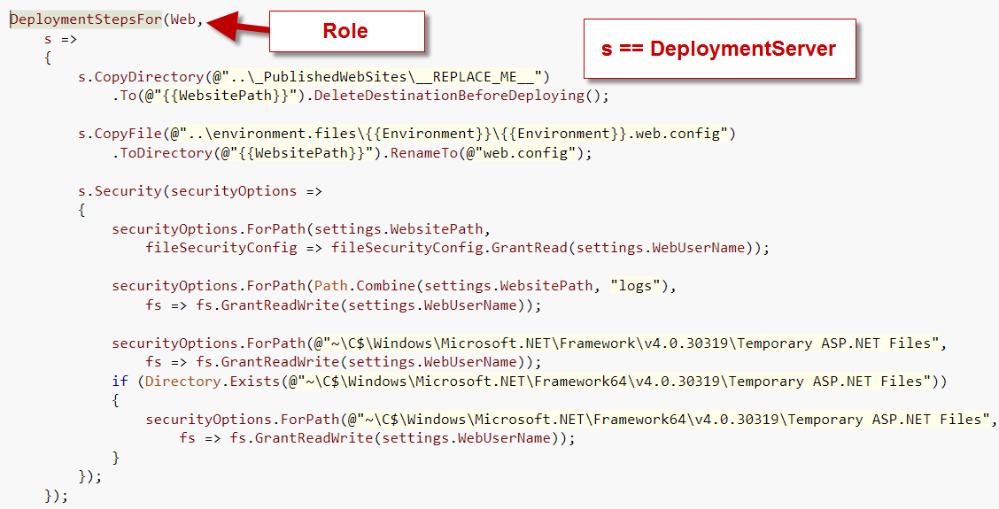 DeploymentStepsFor(Web,
Role
s == DeploymentServer
s =>
{
s.CopyDirectory(@"..\_PublishedWebSites\__REPLACE_ME__")
.To(@"{{WebsitePath}}").DeleteDestinationBeforeDeploying();
s.CopyFile(@"..\environment.files\{{Environment}}\{{Environment}}.web.config")
.ToDirectory(@"{{WebsitePath}}").RenameTo(@"web.config");
s.Security(securityOptions =>
{
securityOptions.ForPath(settings.WebsitePath,
fileSecurityConfig => fileSecurityConfig.GrantRead(settings.WebUserName));
securityOptions.ForPath(Path.Combine(settings.WebsitePath, "logs"),
fs => fs.GrantReadWrite(settings.WebUserName));
securityOptions.ForPath(@"~\C$\Windows\Microsoft.NET\Framework\v4.0.30319\Temporary ASP.NET Files",
fs => fs.GrantReadWrite(settings.WebUserName));
if (Directory.Exists(@"~\C$\Windows\Microsoft.NET\Framework64\v4.0.30319\Temporary ASP.NET Files"))
{
securityOptions.ForPath(@"~\C$\Windows\Microsoft.NET\Framework64\v4.0.30319\Temporary ASP.NET Files",
fs => fs.GrantReadWrite(settings.WebUserName));
}
});
});